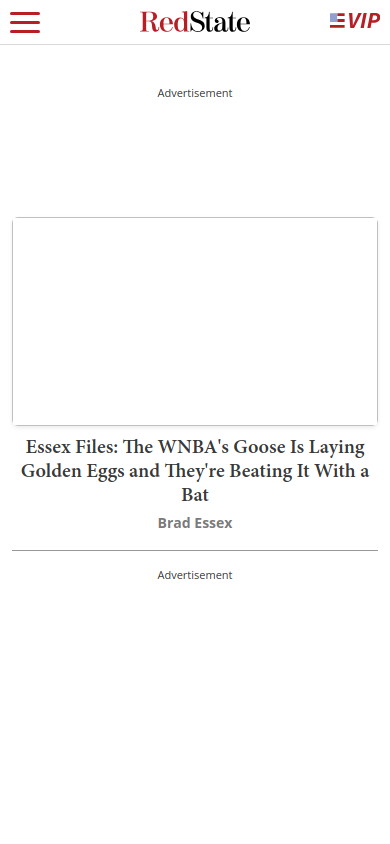 RedState
VIP
Advertisement
Essex Files: The WNBA's Goose Is Laying
Golden Eggs and They're Beating It With a
Bat
Brad Essex
Advertisement